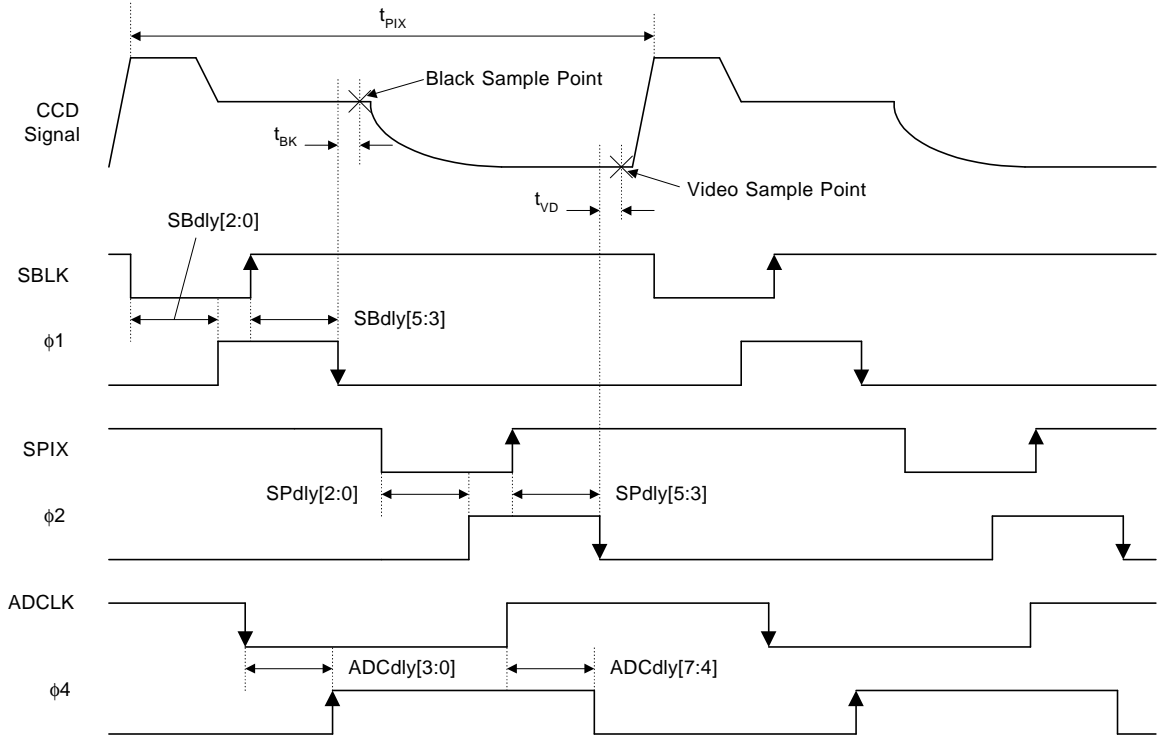 tPIX
Black Sample Point
CCD
Signal
tBK
Video Sample Point
tVD
SBdly[2:0]
SBLK
SBdly[5:3]
ϕ1
SPIX
SPdly[2:0]
SPdly[5:3]
ϕ2
ADCLK
ADCdly[3:0]
ADCdly[7:4]
ϕ4